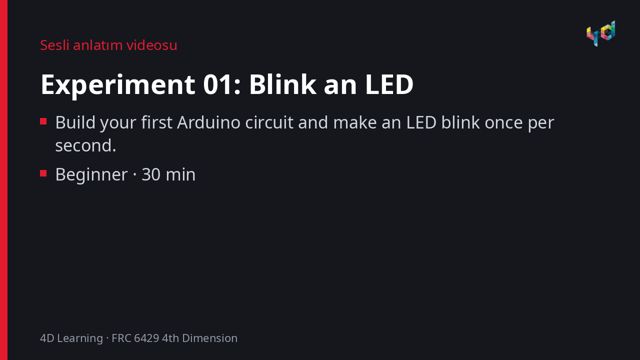 Sesli anlatım videosu
Experiment 01: Blink an LED
Build your first Arduino circuit and make an LED blink once per
second.
Beginner · 30 min
4D Learning · FRC 6429 4th Dimension
4d